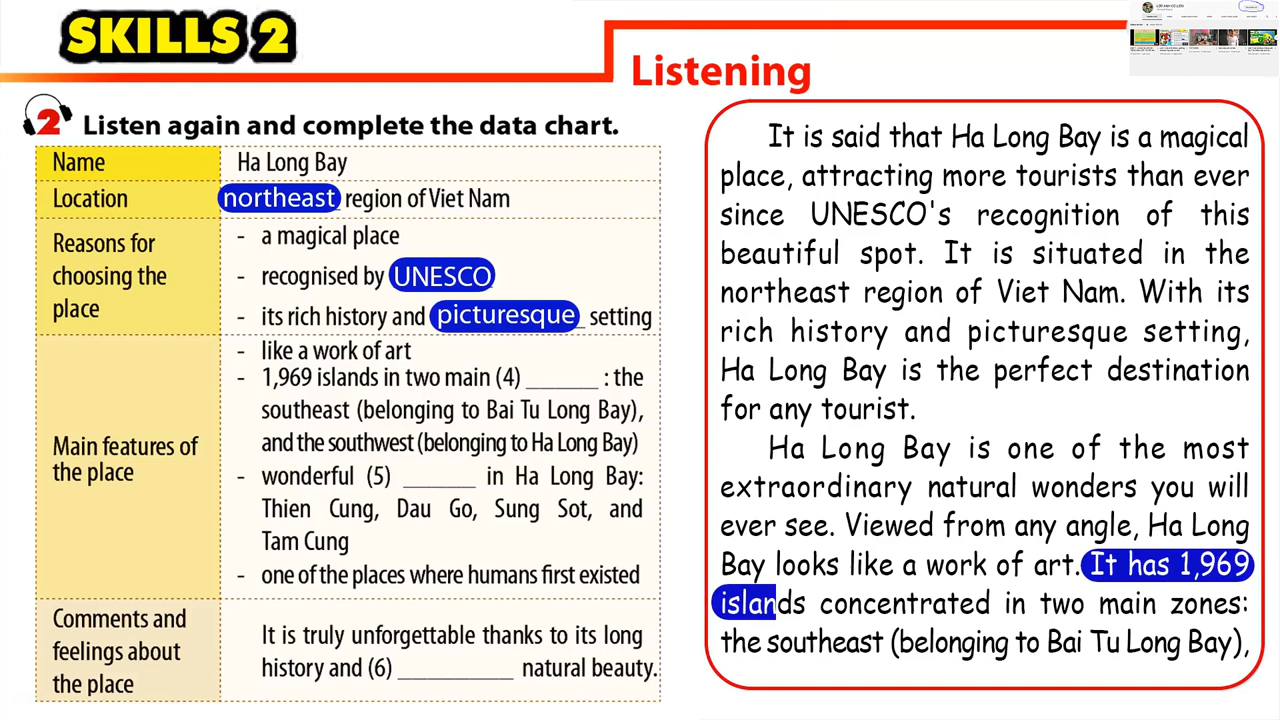 SKILLS 2
Listening
2 Listen again and complete the data chart.
Name
Ha Long Bay
Location
northeast region of Viet Nam
Reasons for
choosing the
place
- a magical place
- recognised by UNESCO
- its rich history and picturesque setting
Main features of
the place
- like a work of art
- 1,969 islands in two main (4) ______ : the
southeast (belonging to Bai Tu Long Bay),
and the southwest (belonging to Ha Long Bay)
- wonderful (5) ______ in Ha Long Bay:
Thien Cung, Dau Go, Sung Sot, and
Tam Cung
- one of the places where humans first existed
Comments and
feelings about
the place
It is truly unforgettable thanks to its long
history and (6) __________ natural beauty.
It is said that Ha Long Bay is a magical
place, attracting more tourists than ever
since UNESCO's recognition of this
beautiful spot. It is situated in the
northeast region of Viet Nam. With its
rich history and picturesque setting,
Ha Long Bay is the perfect destination
for any tourist.
Ha Long Bay is one of the most
extraordinary natural wonders you will
ever see. Viewed from any angle, Ha Long
Bay looks like a work of art. It has 1,969
islands concentrated in two main zones:
the southeast (belonging to Bai Tu Long Bay),